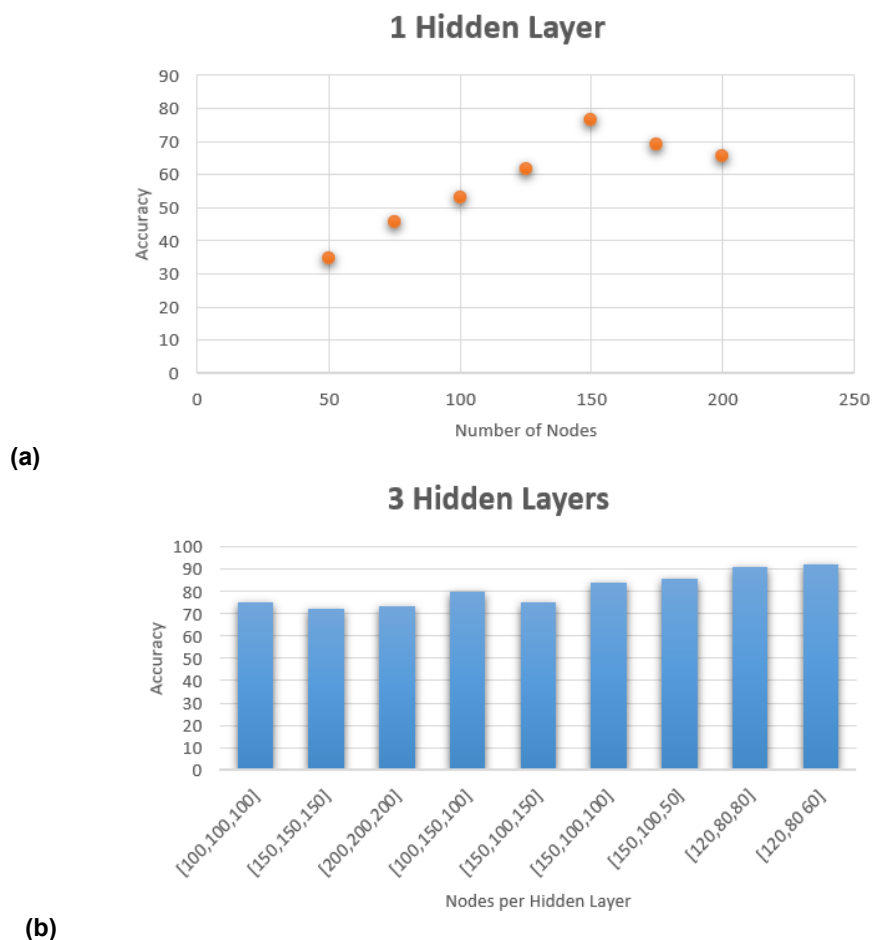 1 Hidden Layer
90
80
70
60
50
40
30
20
10
0
Accuracy
0 50 100 150 200 250
Number of Nodes
(a)
3 Hidden Layers
100
90
80
70
60
50
40
30
20
10
0
Accuracy
[100,100,100] [150,150,150] [200,200,200] [100,150,100] [150,100,150] [150,100,100] [150,100,50] [120,80,80] [120,80 60]
Nodes per Hidden Layer
(b)